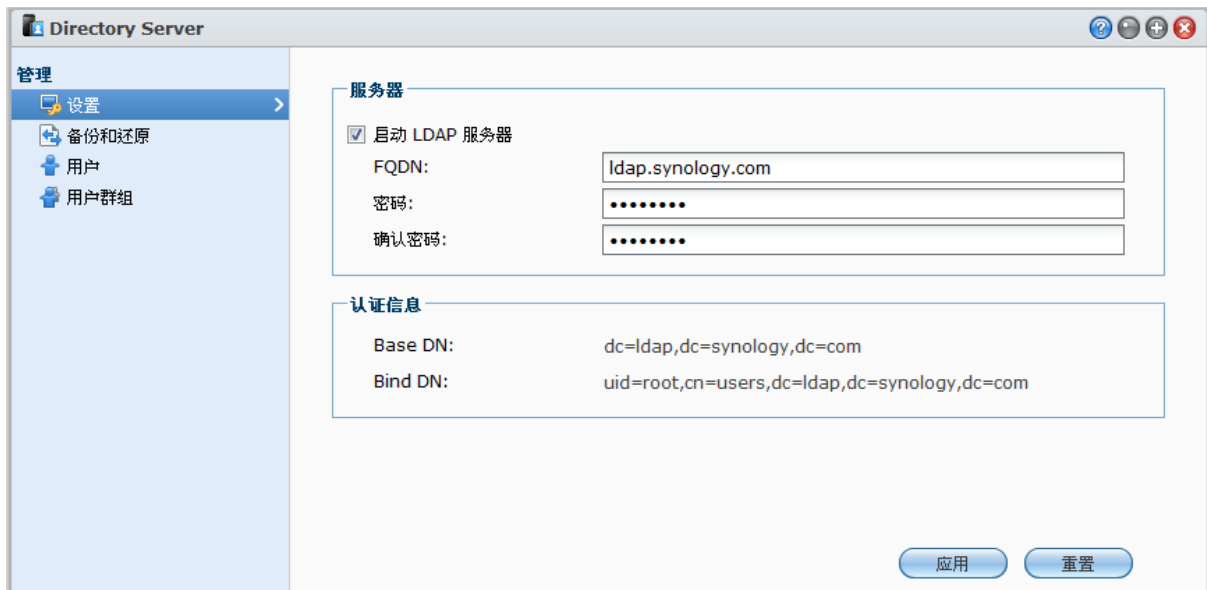 Directory Server
管理
设置
备份和还原
用户
用户群组
服务器
启动 LDAP 服务器
FQDN: ldap.synology.com
密码: ••••••••
确认密码: ••••••••
认证信息
Base DN: dc=ldap,dc=synology,dc=com
Bind DN: uid=root,cn=users,dc=ldap,dc=synology,dc=com
应用 重置